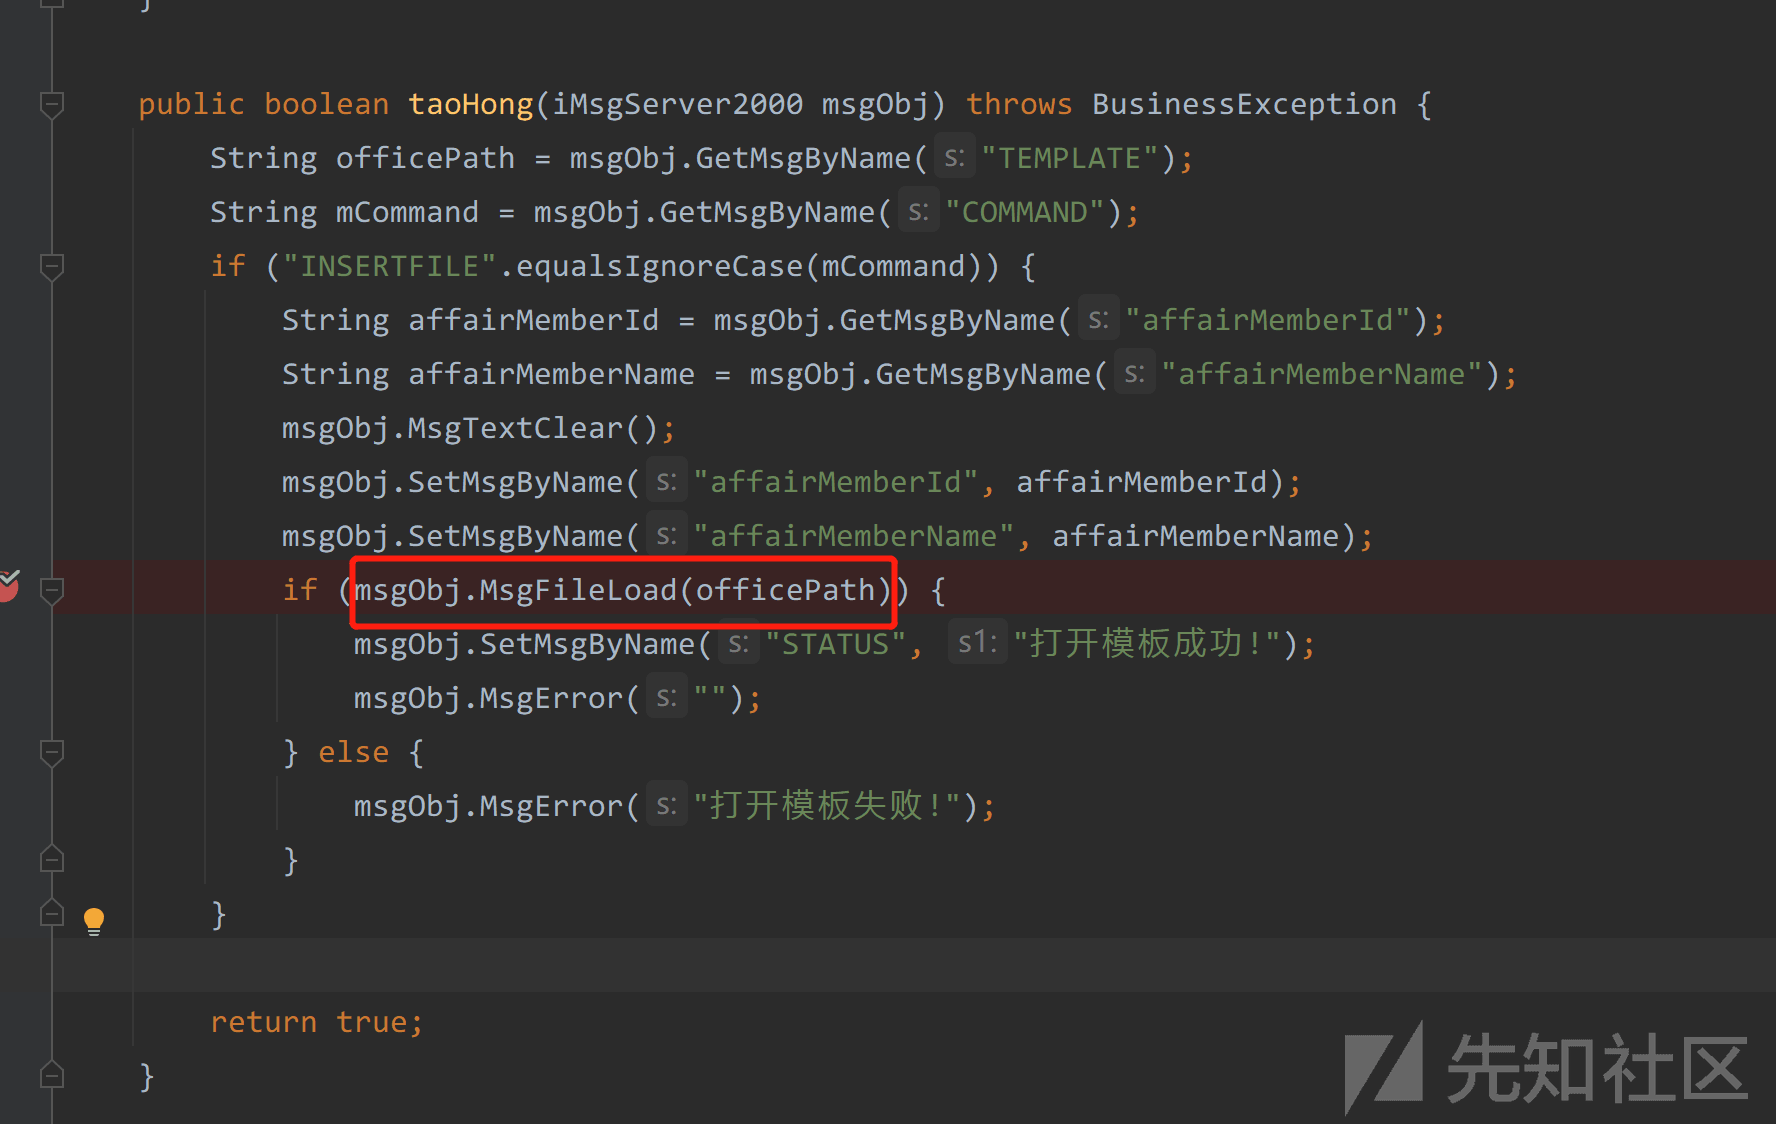 }
public boolean taoHong(iMsgServer2000 msgObj) throws BusinessException {
String officePath = msgObj.GetMsgByName( s: "TEMPLATE");
String mCommand = msgObj.GetMsgByName( s: "COMMAND");
if ("INSERTFILE".equalsIgnoreCase(mCommand)) {
String affairMemberId = msgObj.GetMsgByName( s: "affairMemberId");
String affairMemberName = msgObj.GetMsgByName( s: "affairMemberName");
msgObj.MsgTextClear();
msgObj.SetMsgByName( s: "affairMemberId", affairMemberId);
msgObj.SetMsgByName( s: "affairMemberName", affairMemberName);
if (msgObj.MsgFileLoad(officePath)) {
msgObj.SetMsgByName( s: "STATUS", s1: "打开模板成功!");
msgObj.MsgError( s: "");
} else {
msgObj.MsgError( s: "打开模板失败!");
}
}
return true;
}
先知社区